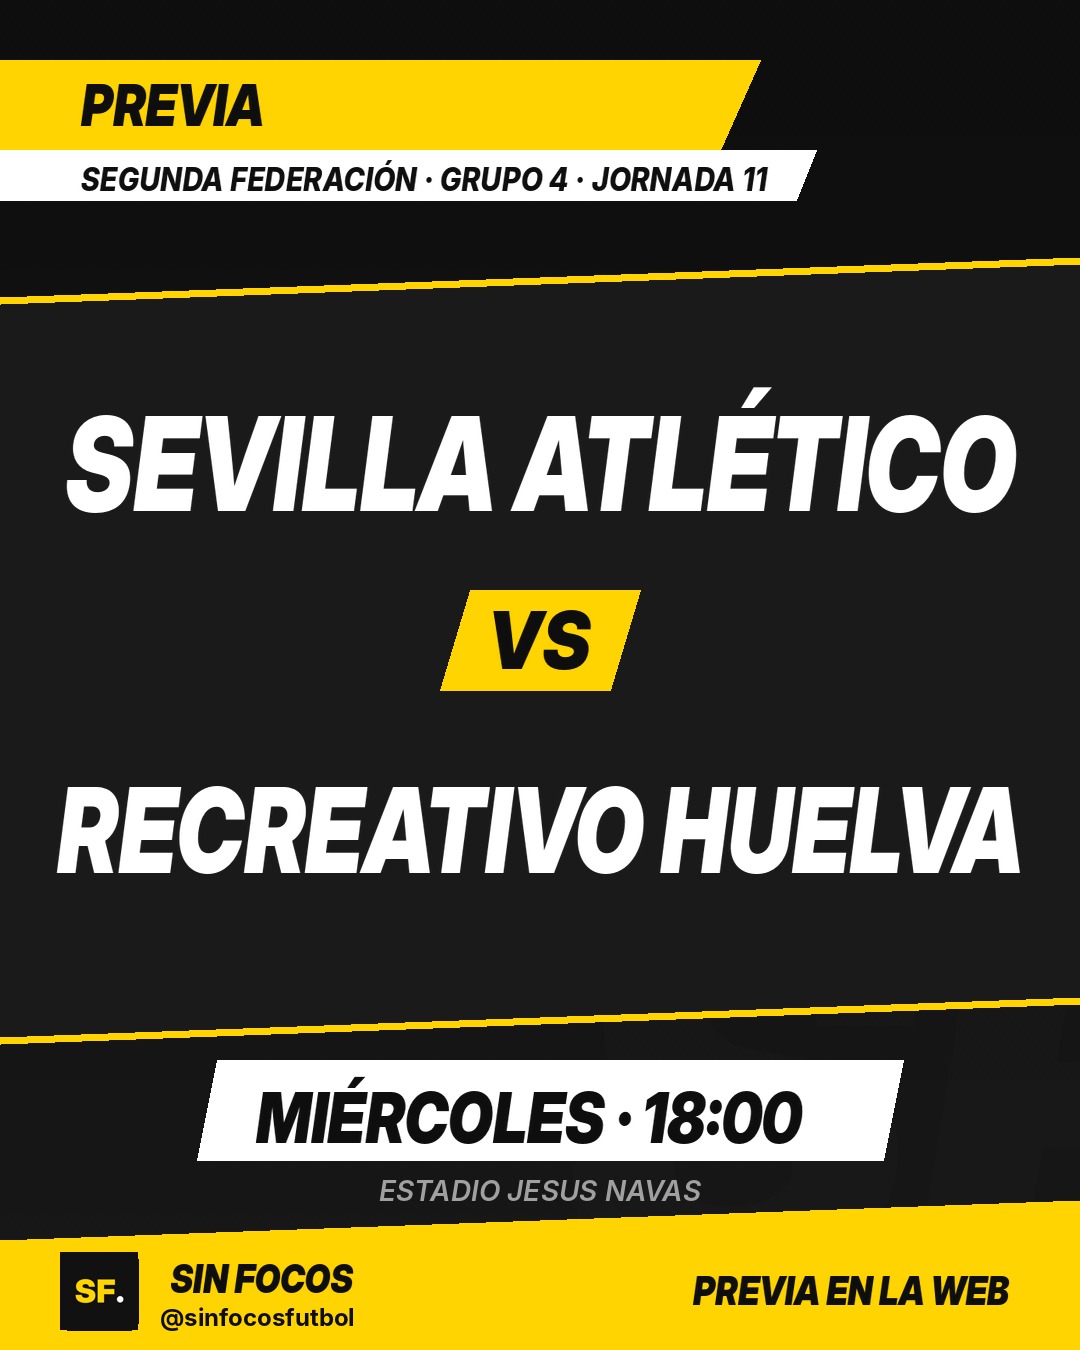 PREVIA
SEGUNDA FEDERACIÓN · GRUPO 4 · JORNADA 11
SEVILLA ATLÉTICO
VS
RECREATIVO HUELVA
MIÉRCOLES · 18:00
ESTADIO JESUS NAVAS
SF.
SIN FOCOS
@sinfocosfutbol
PREVIA EN LA WEB